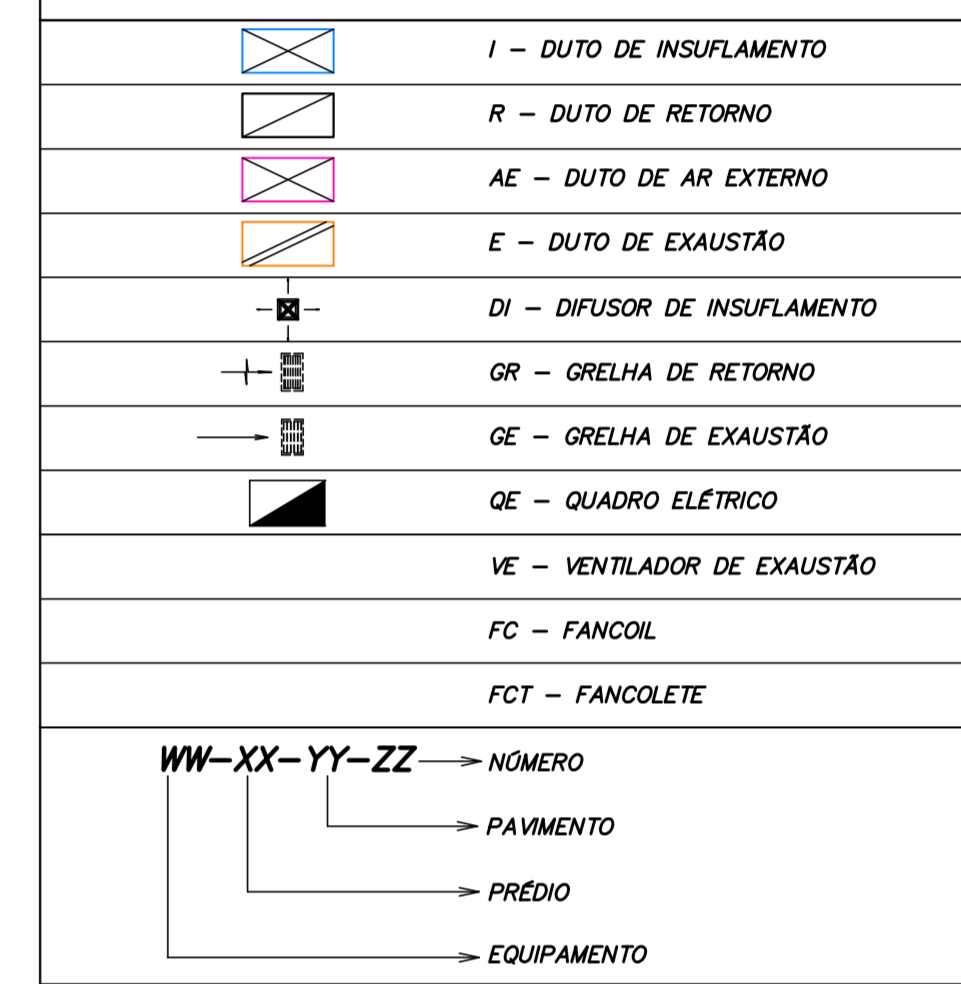 I – DUTO DE INSUFLAMENTO
R – DUTO DE RETORNO
AE – DUTO DE AR EXTERNO
E – DUTO DE EXAUSTÃO
DI – DIFUSOR DE INSUFLAMENTO
GR – GRELHA DE RETORNO
GE – GRELHA DE EXAUSTÃO
QE – QUADRO ELÉTRICO
VE – VENTILADOR DE EXAUSTÃO
FC – FANCOIL
FCT – FANCOLETE
WW–XX–YY–ZZ NÚMERO
PAVIMENTO
PRÉDIO
EQUIPAMENTO